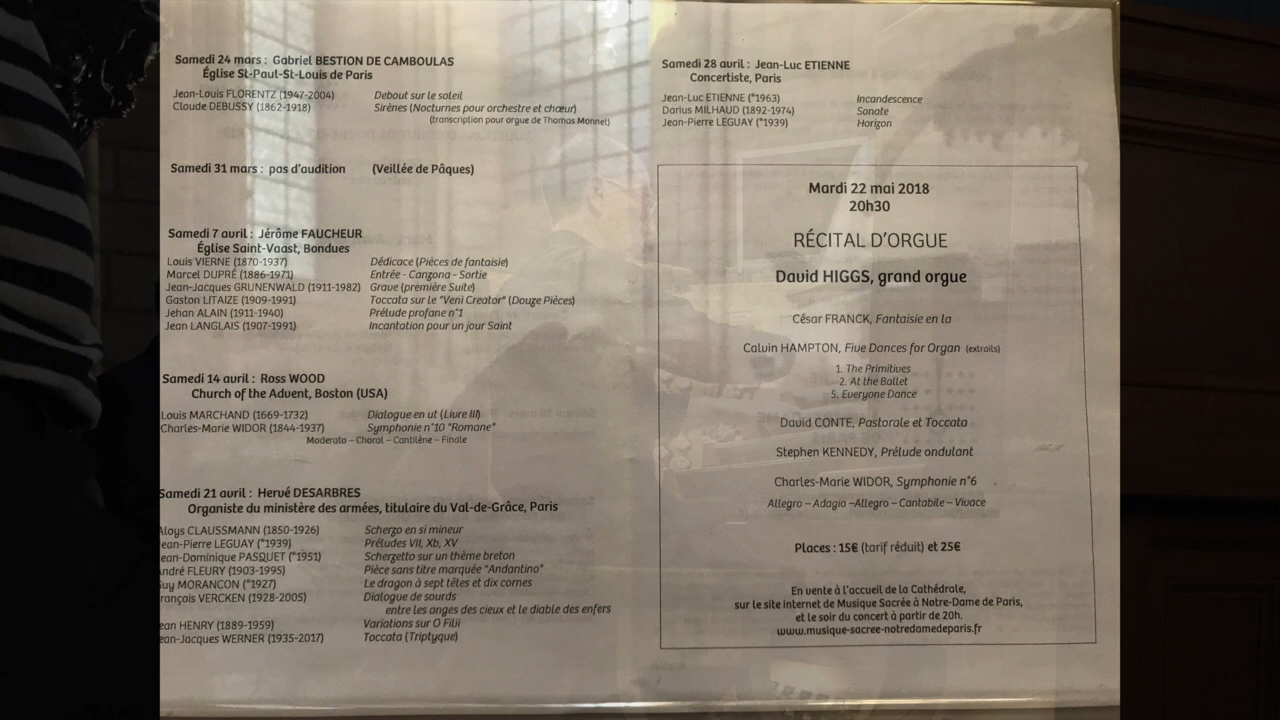 Samedi 24 mars : Gabriel BESTION DE CAMBOULAS
Église St-Paul-St-Louis de Paris
Jean-Louis FLORENTZ (1947-2004) Debout sur le soleil
Claude DEBUSSY (1862-1918) Sirènes (Nocturnes pour orchestre et chœur)
(transcription pour orgue de Thomas Monnet)
Samedi 31 mars : pas d'audition (Veillée de Pâques)
Samedi 7 avril : Jérôme FAUCHEUR
Église Saint-Vaast, Bondues
Louis VIERNE (1870-1937) Dédicace (Pièces de fantaisie)
Marcel DUPRÉ (1886-1971) Entrée - Canzona - Sortie
Jean-Jacques GRUNENWALD (1911-1982) Grave (première Suite)
Gaston LITAIZE (1909-1991) Toccata sur le "Veni Creator" (Douze Pièces)
Jehan ALAIN (1911-1940) Prélude profane n°1
Jean LANGLAIS (1907-1991) Incantation pour un jour Saint
Samedi 14 avril : Ross WOOD
Church of the Advent, Boston (USA)
Louis MARCHAND (1669-1732) Dialogue en ut (Livre III)
Charles-Marie WIDOR (1844-1937) Symphonie n°10 "Romane"
Moderato – Choral – Cantilène – Finale
Samedi 21 avril : Hervé DESARBRES
Organiste du ministère des armées, titulaire du Val-de-Grâce, Paris
Aloys CLAUSSMANN (1850-1926) Scherzo en si mineur
ean-Pierre LEGUAY (*1939) Préludes VII, Xb, XV
ean-Dominique PASQUET (*1951) Scherzetto sur un thème breton
André FLEURY (1903-1995) Pièce sans titre marquée "Andantino"
Guy MORANCON (*1927) Le dragon à sept têtes et dix cornes
rançois VERCKEN (1928-2005) Dialogue de sourds
entre les anges des cieux et le diable des enfers
ean HENRY (1889-1959) Variations sur O Filii
ean-Jacques WERNER (1935-2017) Toccata (Triptyque)
Samedi 28 avril : Jean-Luc ETIENNE
Concertiste, Paris
Jean-Luc ETIENNE (*1963) Incandescence
Darius MILHAUD (1892-1974) Sonate
Jean-Pierre LEGUAY (*1939) Horizon
Mardi 22 mai 2018
20h30
RÉCITAL D'ORGUE
David HIGGS, grand orgue
César FRANCK, Fantaisie en la
Calvin HAMPTON, Five Dances for Organ (extraits)
1. The Primitives
2. At the Ballet
5. Everyone Dance
David CONTE, Pastorale et Toccata
Stephen KENNEDY, Prélude ondulant
Charles-Marie WIDOR, Symphonie n°6
Allegro – Adagio –Allegro – Cantabile – Vivace
Places : 15€ (tarif réduit) et 25€
En vente à l'accueil de la Cathédrale,
sur le site internet de Musique Sacrée à Notre-Dame de Paris,
et le soir du concert à partir de 20h.
www.musique-sacree-notredamedeparis.fr